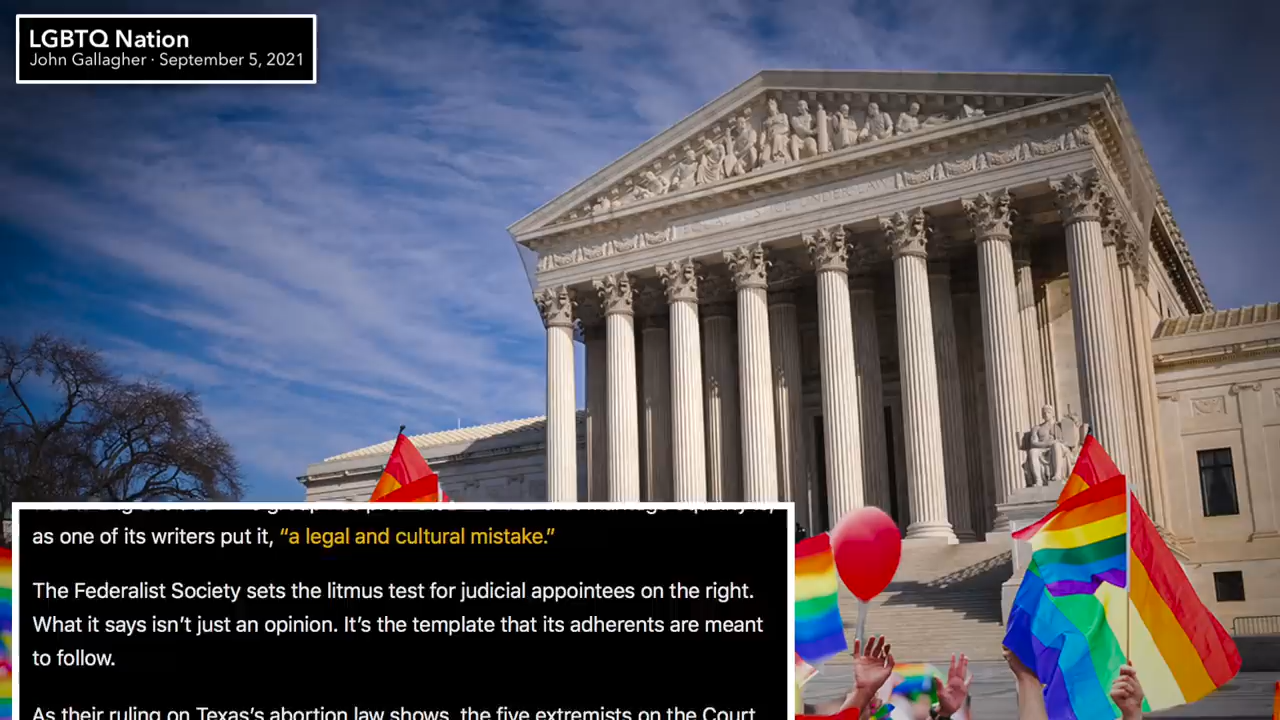 LGBTQ Nation
John Gallagher · September 5, 2021
as one of its writers put it, “a legal and cultural mistake.”
The Federalist Society sets the litmus test for judicial appointees on the right.
What it says isn’t just an opinion. It’s the template that its adherents are meant
to follow.
As their ruling on Texas’s abortion law shows, the five extremists on the Court